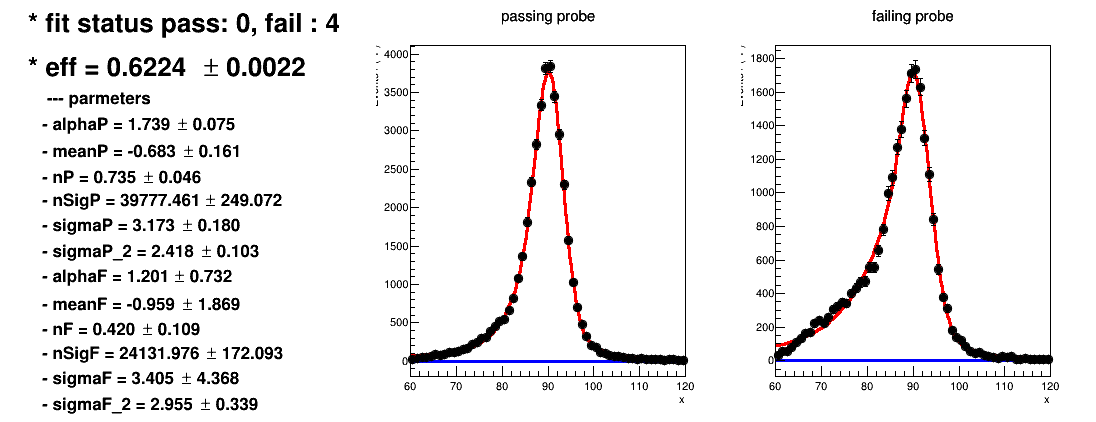 * fit status pass: 0, fail : 4
* eff = 0.6224 ± 0.0022
--- parmeters
- alphaP = 1.739 ± 0.075
- meanP = -0.683 ± 0.161
- nP = 0.735 ± 0.046
- nSigP = 39777.461 ± 249.072
- sigmaP = 3.173 ± 0.180
- sigmaP_2 = 2.418 ± 0.103
- alphaF = 1.201 ± 0.732
- meanF = -0.959 ± 1.869
- nF = 0.420 ± 0.109
- nSigF = 24131.976 ± 172.093
- sigmaF = 3.405 ± 4.368
- sigmaF_2 = 2.955 ± 0.339
passing probe
4000
3500
3000
2500
2000
1500
1000
500
0
60 70 80 90 100 110 120
x
failing probe
1800
1600
1400
1200
1000
800
600
400
200
0
60 70 80 90 100 110 120
x